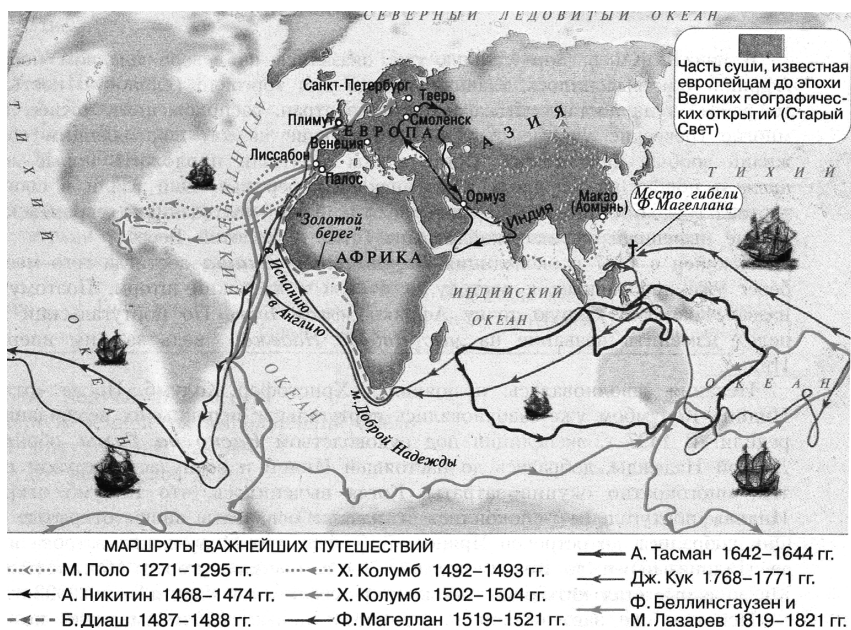 СЕВЕРНЫЙ ЛЕДОВИТЫЙ ОКЕАН
Часть суши, известная
европейцам до эпохи
Великих географичес-
ких открытий (Старый
Свет)
ТИХИЙ
ОКЕАН
АТЛАНТИЧЕСКИЙ
ОКЕАН
Санкт-Петербург
Тверь
Смоленск
Плимут
ЕВРОПА
АЗИЯ
Венеция
Лиссабон
Палос
Ормуз
Индия
Макао
(Аомынь)
ТИХИЙ
Место гибели
Ф. Магеллана
"Золотой
берег"
АФРИКА
в Испанию
в Англию
ИНДИЙСКИЙ
ОКЕАН
ОКЕАН
м. Доброй Надежды
МАРШРУТЫ ВАЖНЕЙШИХ ПУТЕШЕСТВИЙ
М. Поло 1271–1295 гг.
А. Никитин 1468–1474 гг.
Б. Диаш 1487–1488 гг.
Х. Колумб 1492–1493 гг.
Х. Колумб 1502–1504 гг.
Ф. Магеллан 1519–1521 гг.
А. Тасман 1642–1644 гг.
Дж. Кук 1768–1771 гг.
Ф. Беллинсгаузен и
М. Лазарев 1819–1821 гг.